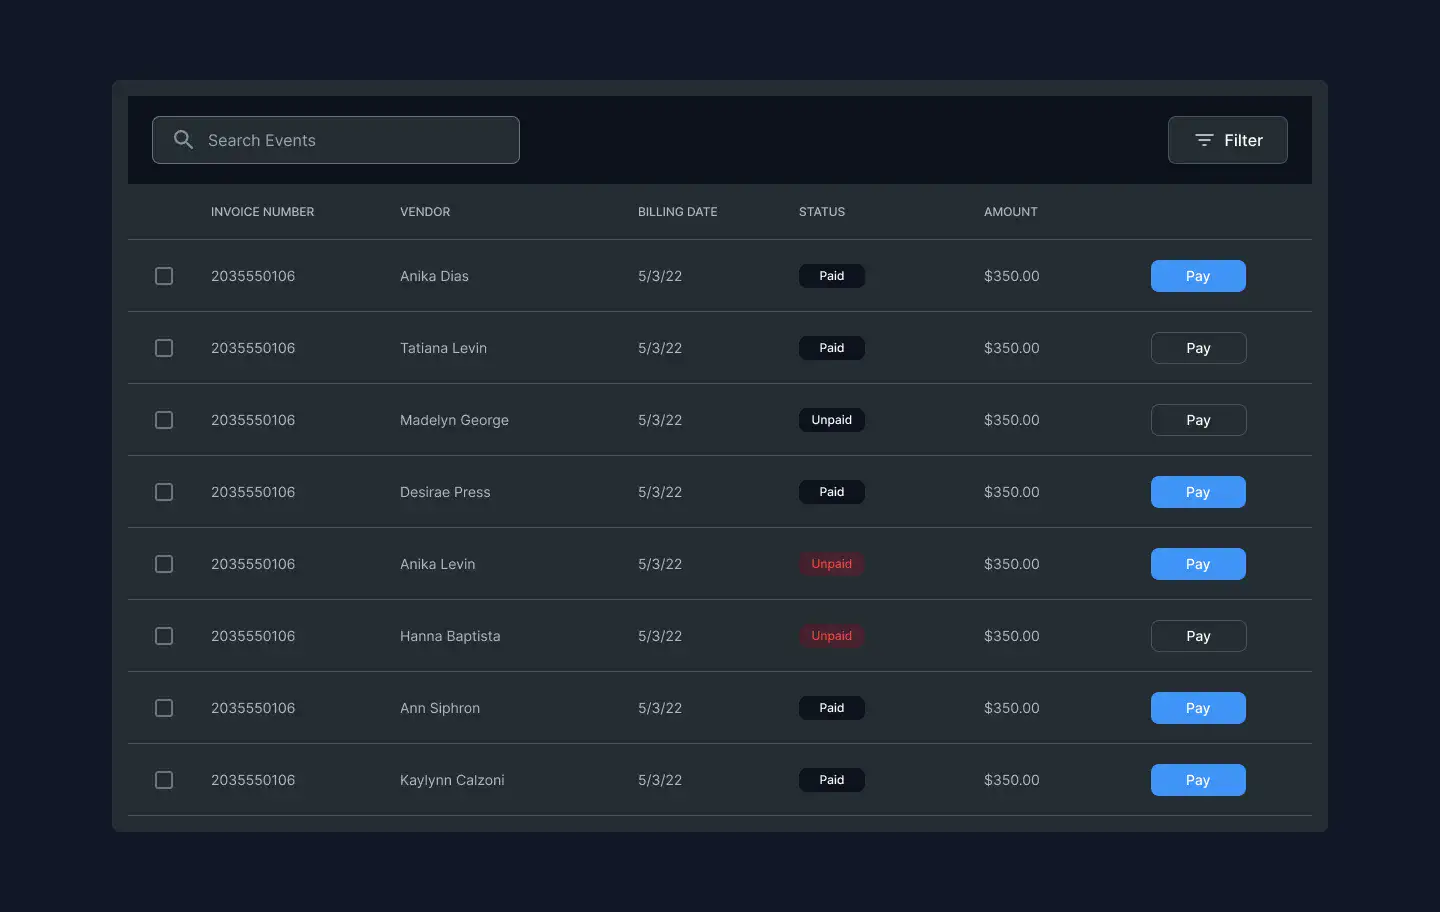 Search Events
Filter
INVOICE NUMBER VENDOR BILLING DATE STATUS AMOUNT
2035550106 Anika Dias 5/3/22 Paid $350.00 Pay
2035550106 Tatiana Levin 5/3/22 Paid $350.00 Pay
2035550106 Madelyn George 5/3/22 Unpaid $350.00 Pay
2035550106 Desirae Press 5/3/22 Paid $350.00 Pay
2035550106 Anika Levin 5/3/22 Unpaid $350.00 Pay
2035550106 Hanna Baptista 5/3/22 Unpaid $350.00 Pay
2035550106 Ann Siphron 5/3/22 Paid $350.00 Pay
2035550106 Kaylynn Calzoni 5/3/22 Paid $350.00 Pay